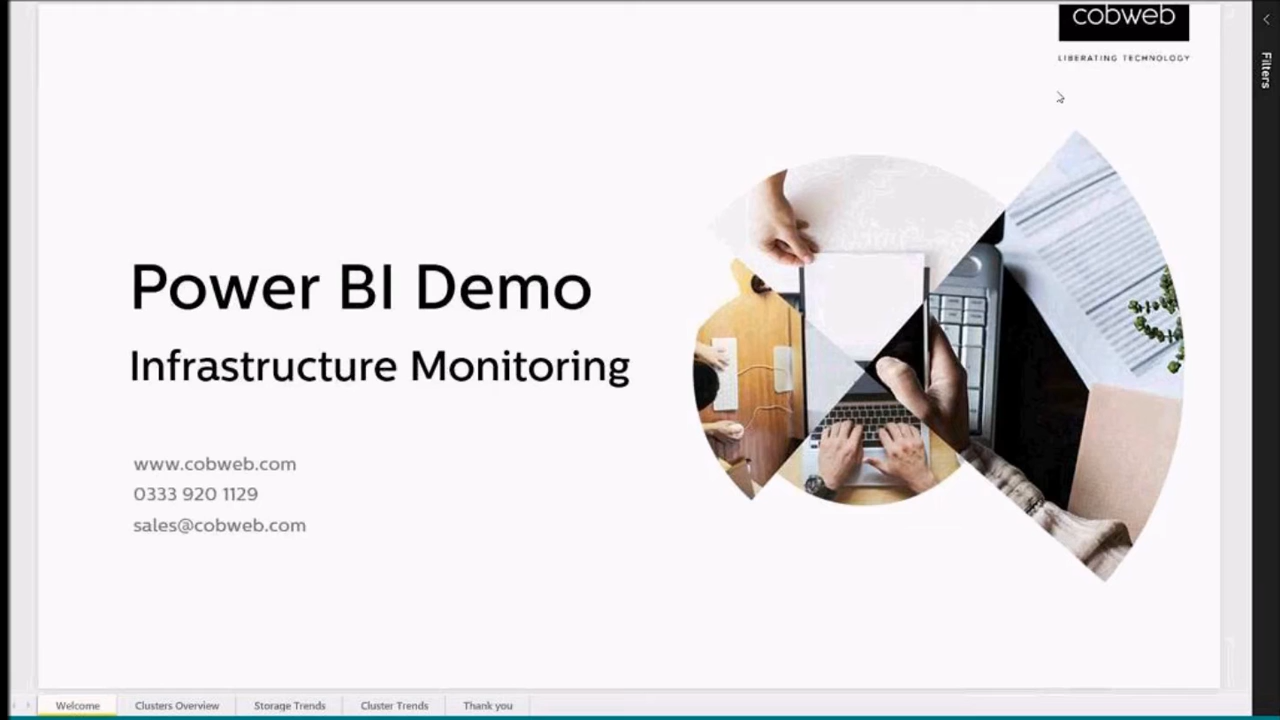 cobweb
LIBERATING TECHNOLOGY
Filters
Power BI Demo
Infrastructure Monitoring
www.cobweb.com
0333 920 1129
sales@cobweb.com
Welcome
Clusters Overview
Storage Trends
Cluster Trends
Thank you